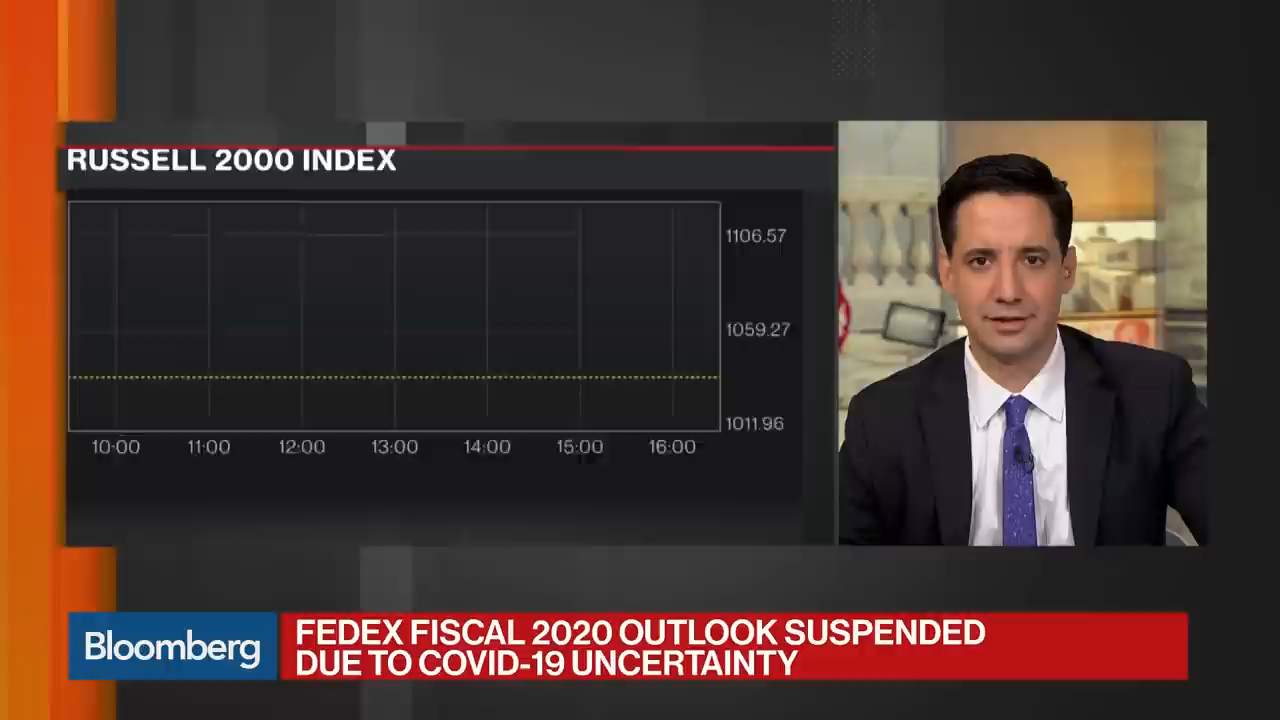 RUSSELL 2000 INDEX
1106.57
1059.27
1011.96
10:00 11:00 12:00 13:00 14:00 15:00 16:00
Bloomberg
FEDEX FISCAL 2020 OUTLOOK SUSPENDED
DUE TO COVID-19 UNCERTAINTY